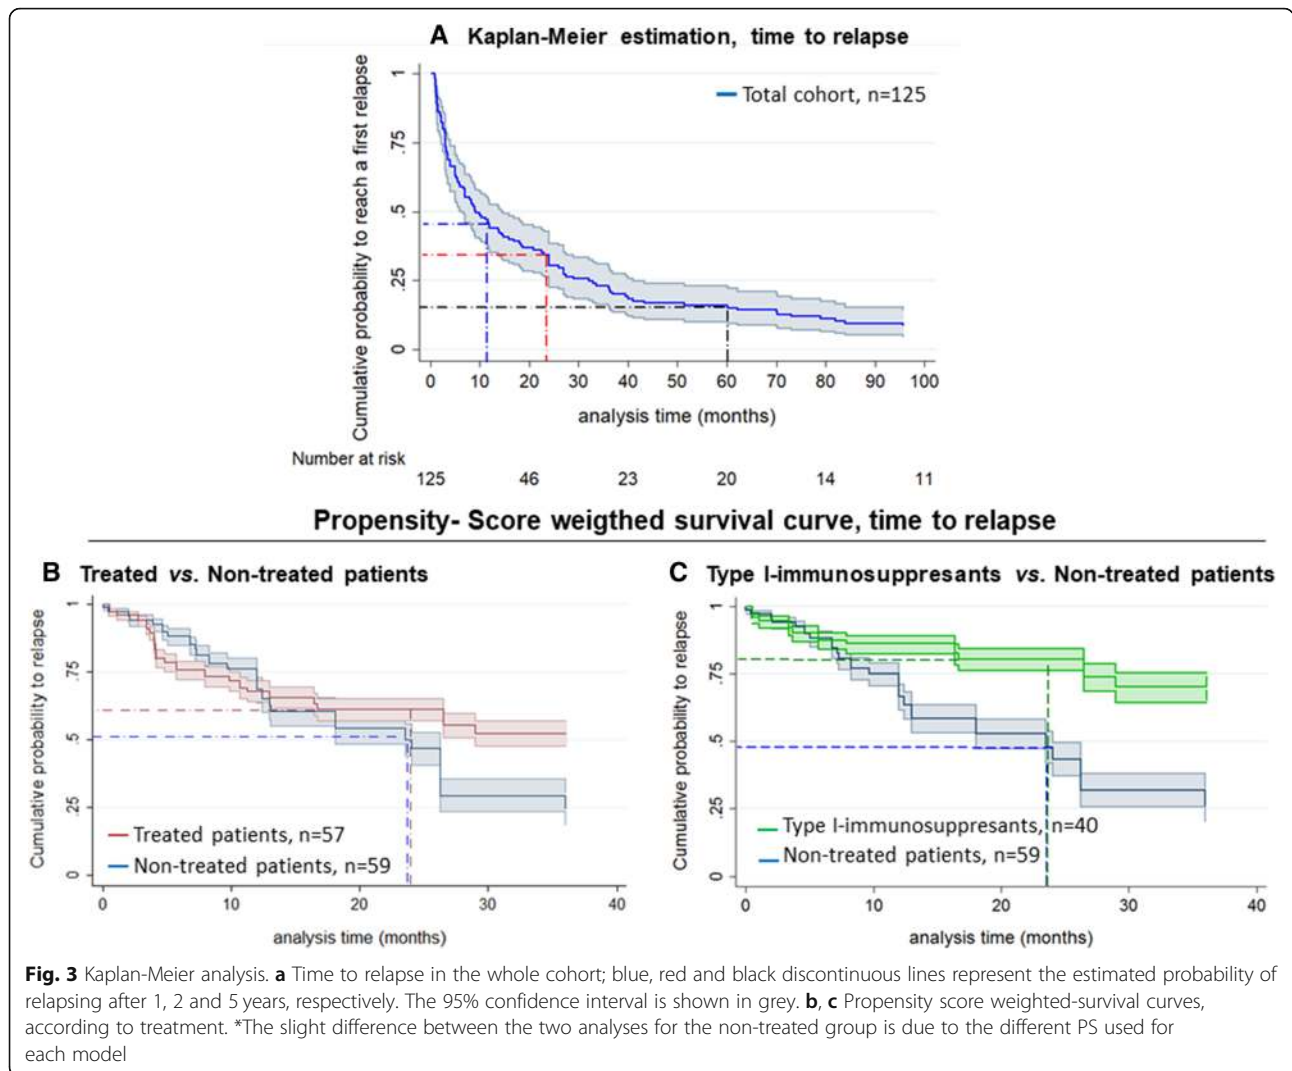 A Kaplan-Meier estimation, time to relapse
Cumulative probability to reach a first relapse
1
.75
.5
.25
0
Total cohort, n=125
0 10 20 30 40 50 60 70 80 90 100
analysis time (months)
Number at risk
125 46 23 20 14 11
Propensity- Score weigthed survival curve, time to relapse
B Treated vs. Non-treated patients
Cumulative probability to relapse
1
.75
.5
.25
0
Treated patients, n=57
Non-treated patients, n=59
0 10 20 30 40
analysis time (months)
C Type I-immunosuppresants vs. Non-treated patients
Cumulative probability to relapse
1
.75
.5
.25
0
Type I-immunosuppresants, n=40
Non-treated patients, n=59
0 10 20 30 40
analysis time (months)
Fig. 3 Kaplan-Meier analysis. a Time to relapse in the whole cohort; blue, red and black discontinuous lines represent the estimated probability of
relapsing after 1, 2 and 5 years, respectively. The 95% confidence interval is shown in grey. b, c Propensity score weighted-survival curves,
according to treatment. *The slight difference between the two analyses for the non-treated group is due to the different PS used for
each model